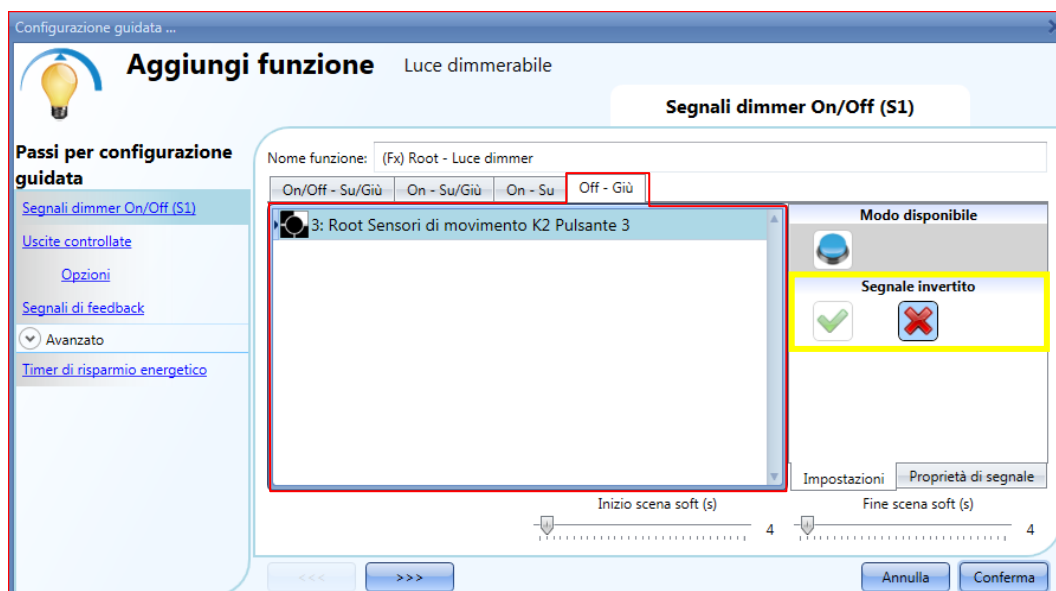 Configurazione guidata ...
Aggiungi funzione Luce dimmerabile
Segnali dimmer On/Off (S1)
Passi per configurazione
guidata
Segnali dimmer On/Off (S1)
Uscite controllate
Opzioni
Segnali di feedback
Avanzato
Timer di risparmio energetico
Nome funzione: (Fx) Root - Luce dimmer
On/Off - Su/Giù On - Su/Giù On - Su Off - Giù
3: Root Sensori di movimento K2 Pulsante 3
Modo disponibile
Segnale invertito
Impostazioni Proprietà di segnale
Inizio scena soft (s) Fine scena soft (s)
4 4
<<< >>> Annulla Conferma